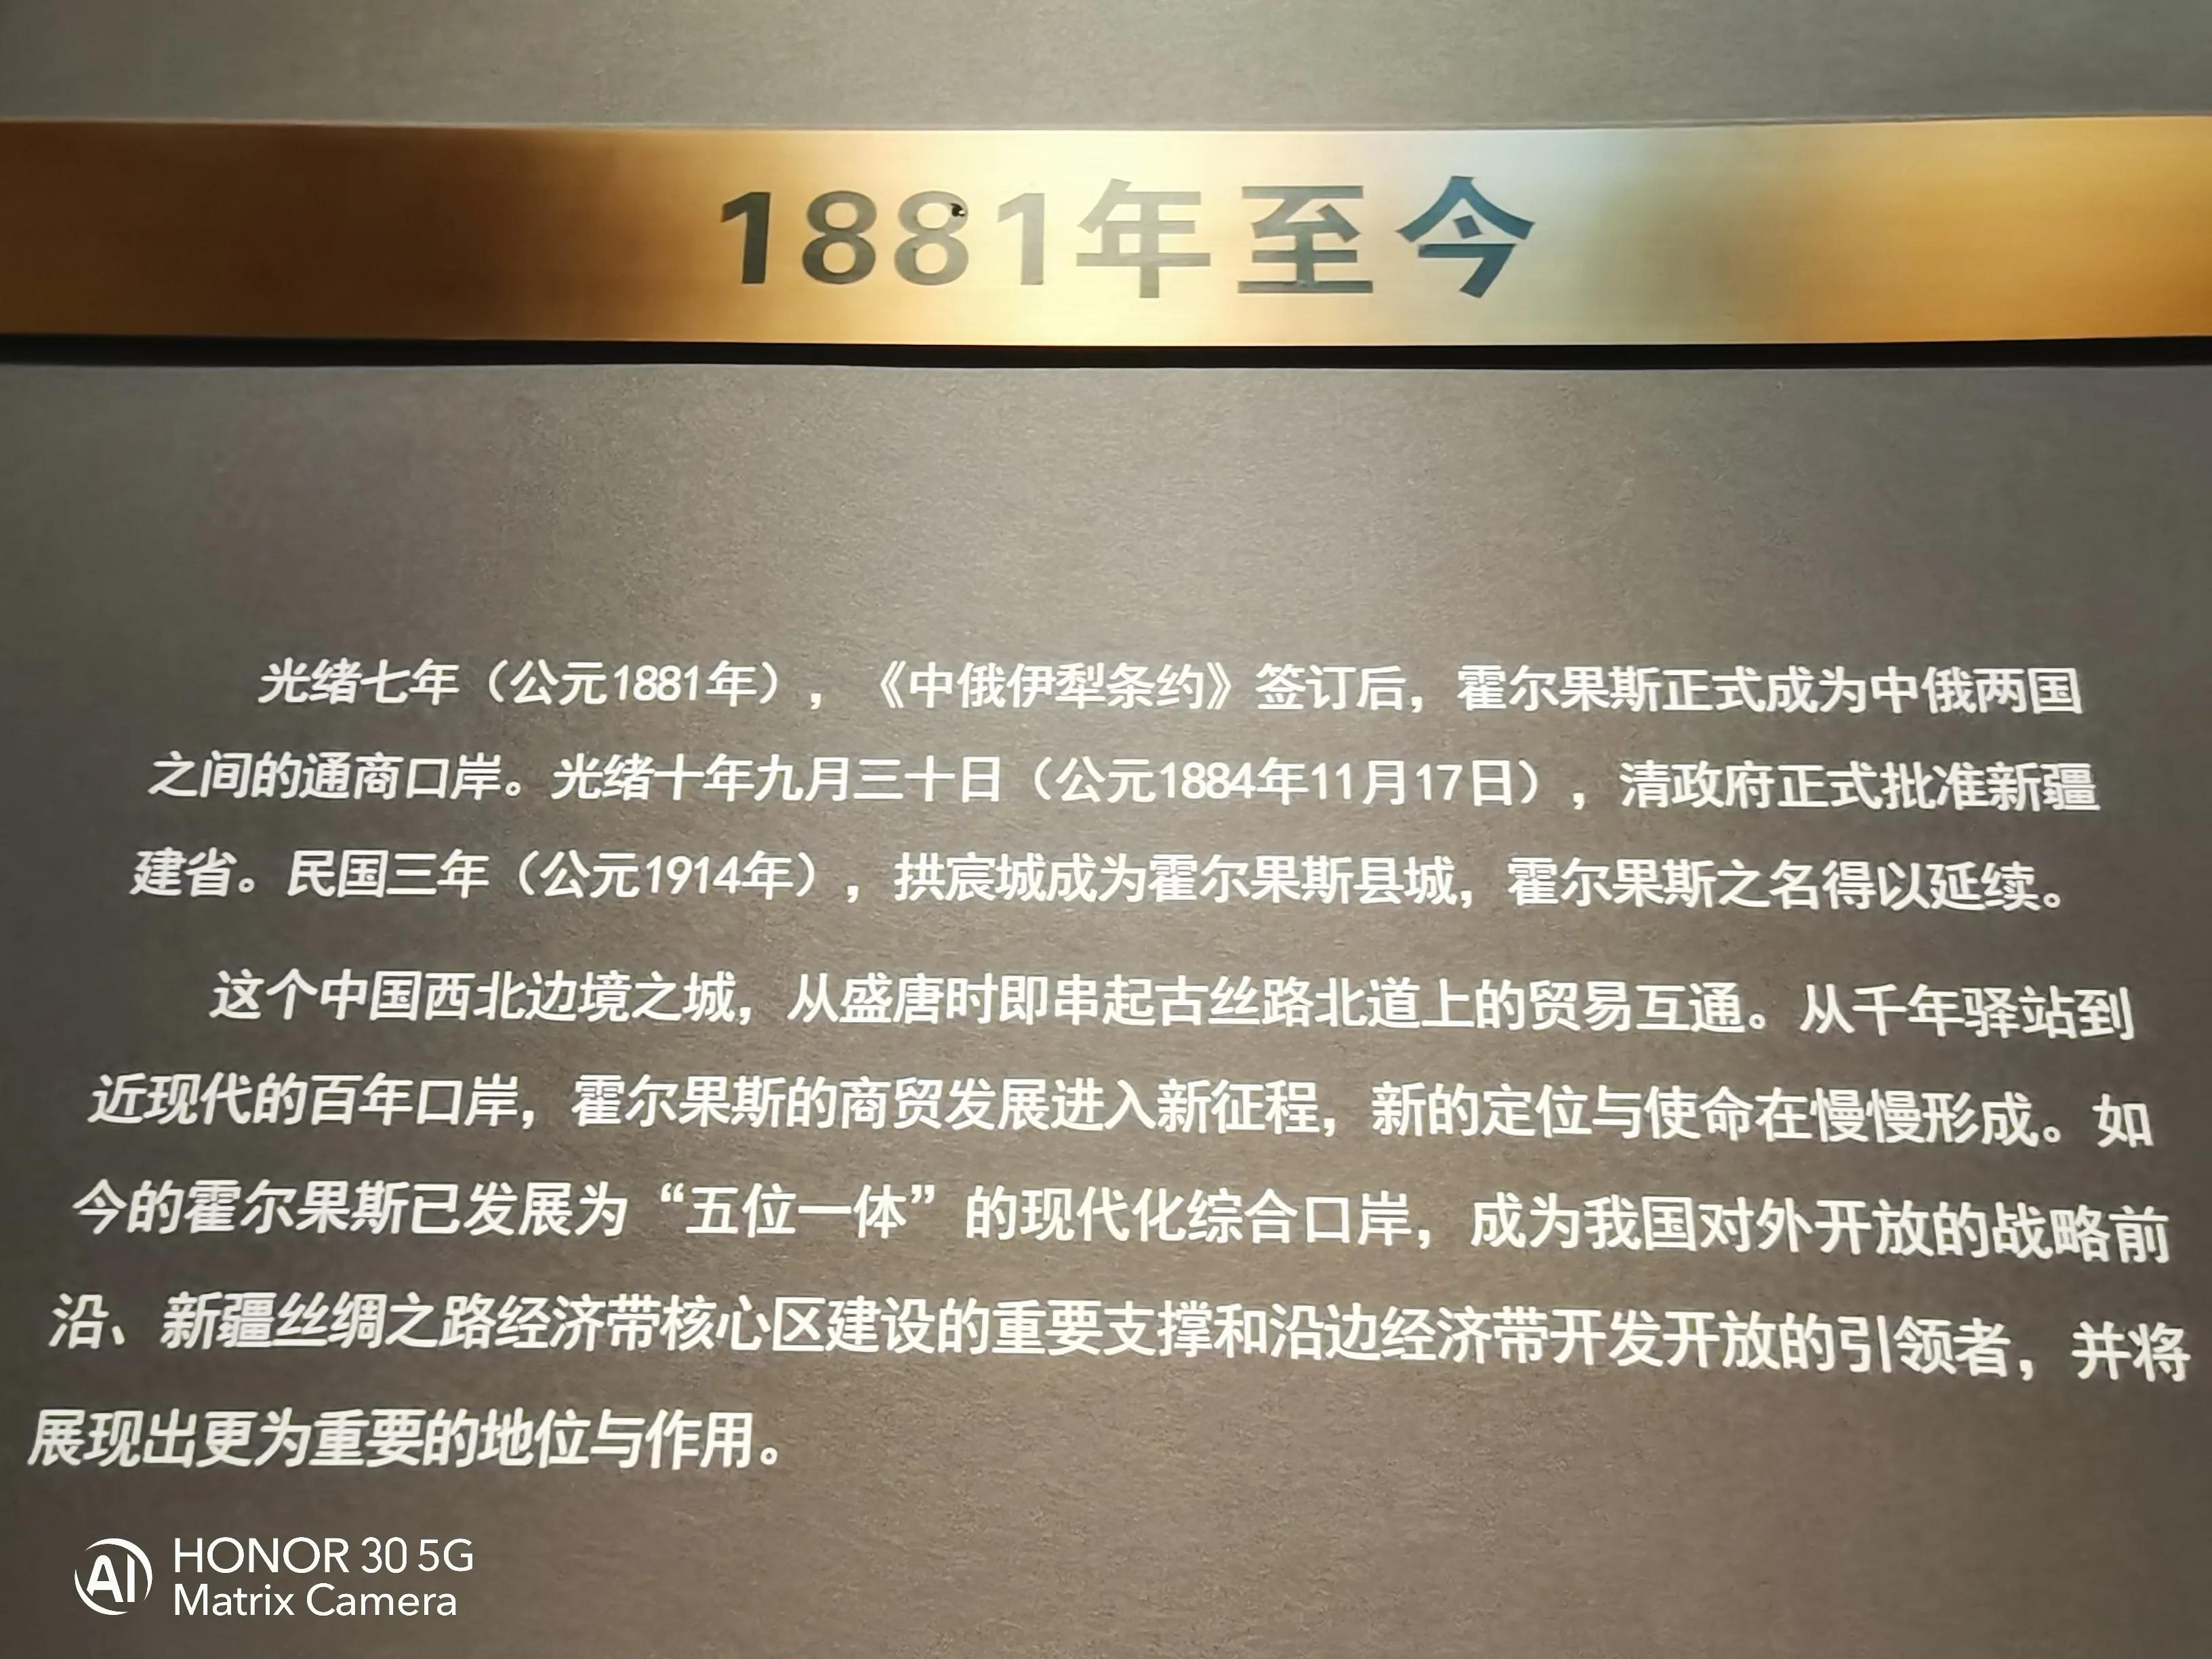 1881年至今
光绪七年（公元1881年），《中俄伊犁条约》签订后，霍尔果斯正式成为中俄两国
之间的通商口岸。光绪十年九月三十日（公元1884年11月17日），清政府正式批准新疆
建省。民国三年（公元1914年），拱宸城成为霍尔果斯县城，霍尔果斯之名得以延续。
这个中国西北边境之城，从盛唐时即串起古丝路北道上的贸易互通。从千年驿站到
近现代的百年口岸，霍尔果斯的商贸发展进入新征程，新的定位与使命在慢慢形成。如
今的霍尔果斯已发展为“五位一体”的现代化综合口岸，成为我国对外开放的战略前
沿、新疆丝绸之路经济带核心区建设的重要支撑和沿边经济带开发开放的引领者，并将
展现出更为重要的地位与作用。
AI HONOR 30 5G
Matrix Camera